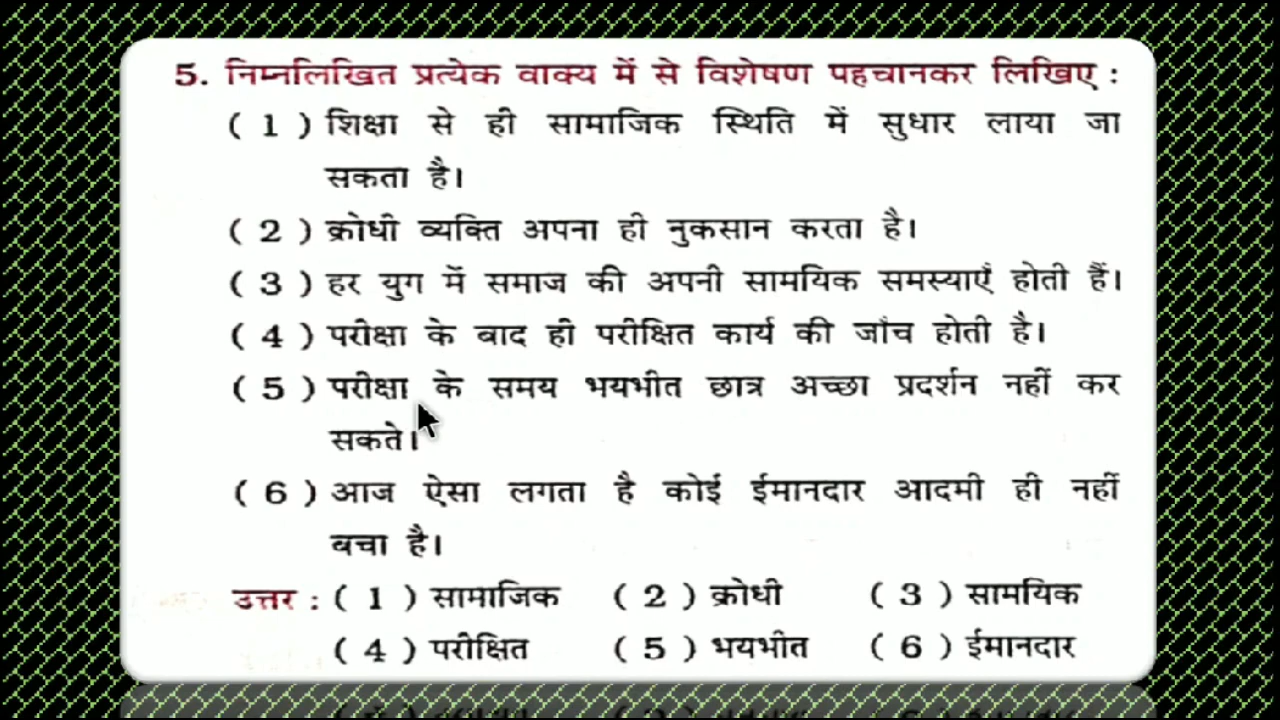 5. निम्नलिखित प्रत्येक वाक्य में से विशेषण पहचानकर लिखिए :
( 1 ) शिक्षा से ही सामाजिक स्थिति में सुधार लाया जा
सकता है।
( 2 ) क्रोधी व्यक्ति अपना ही नुकसान करता है।
( 3 ) हर युग में समाज की अपनी सामयिक समस्याएँ होती हैं।
( 4 ) परीक्षा के बाद ही परीक्षित कार्य की जाँच होती है।
( 5 ) परीक्षा के समय भयभीत छात्र अच्छा प्रदर्शन नहीं कर
सकते।
( 6 ) आज ऐसा लगता है कोई ईमानदार आदमी ही नहीं
बचा है।
उत्तर : ( 1 ) सामाजिक ( 2 ) क्रोधी ( 3 ) सामयिक
( 4 ) परीक्षित ( 5 ) भयभीत ( 6 ) ईमानदार